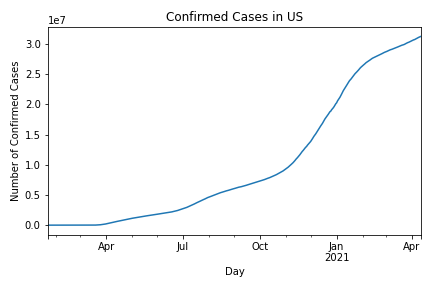 Confirmed Cases in US
1e7
3.0
2.5
2.0
1.5
1.0
0.5
0.0
Number of Confirmed Cases
Apr
Jul
Oct
Jan
Apr
2021
Day